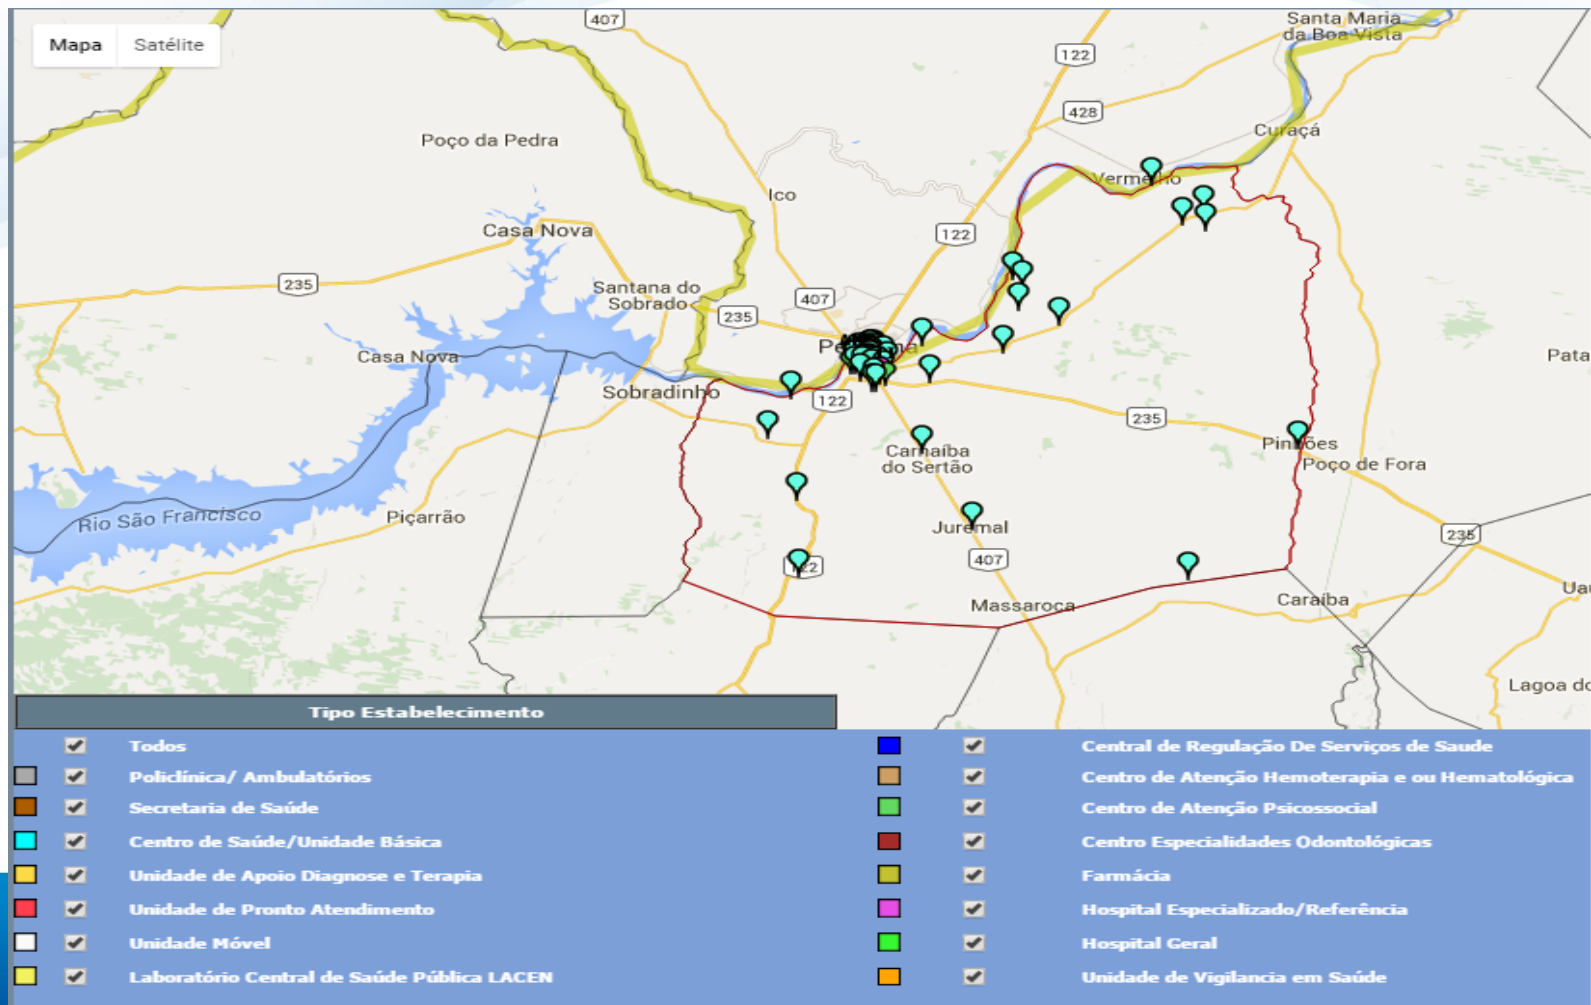 Mapa
Satélite
407
Santa Maria
da Boa Vista
122
428
Curaçá
Poço da Pedra
Vermelho
Ico
122
Casa Nova
235
Santana do
Sobrado
407
235
Casa Nova
Pata
Sobradinho
122
235
Carnaíba
do Sertão
Poço de Fora
Rio São Francisco
Piçarrão
Juremal
235
407
Massaroca
Caraíba
Uau
Lagoa do
Tipo Estabelecimento
Todos
Central de Regulação De Serviços de Saude
Policlínica/ Ambulatórios
Centro de Atenção Hemoterapia e ou Hematológica
Secretaria de Saúde
Centro de Atenção Psicossocial
Centro de Saúde/Unidade Básica
Centro Especialidades Odontológicas
Unidade de Apoio Diagnose e Terapia
Farmácia
Unidade de Pronto Atendimento
Hospital Especializado/Referência
Unidade Móvel
Hospital Geral
Laboratório Central de Saúde Pública LACEN
Unidade de Vigilancia em Saúde